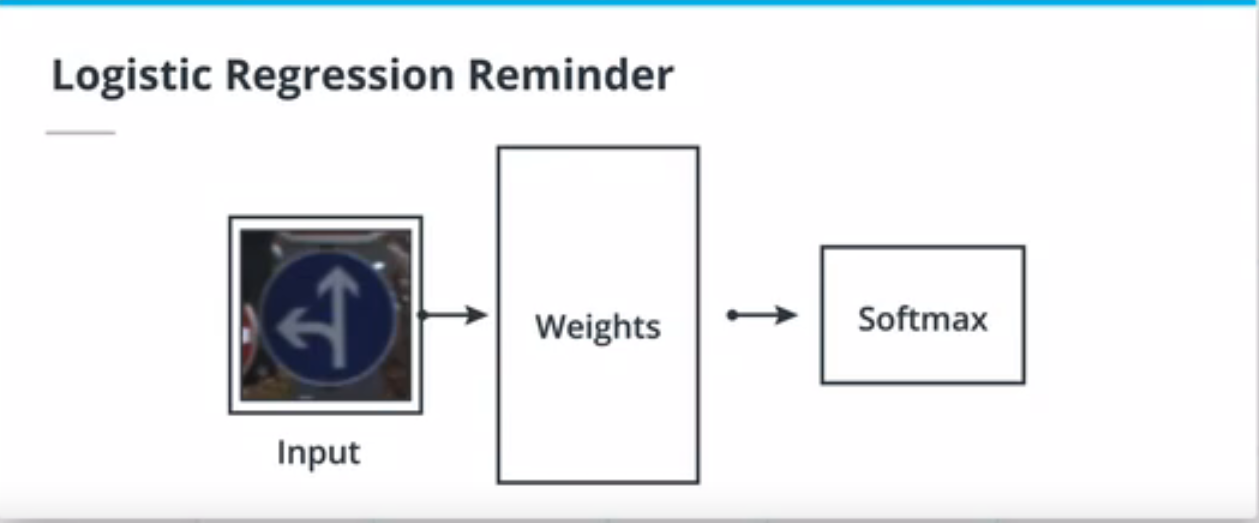 Logistic Regression Reminder
Weights
Softmax
Input